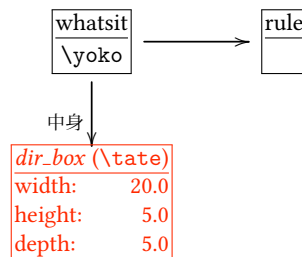 whatsit
\yoko
rule
中身
dir_box (\tate)
width: 20.0
height: 5.0
depth: 5.0